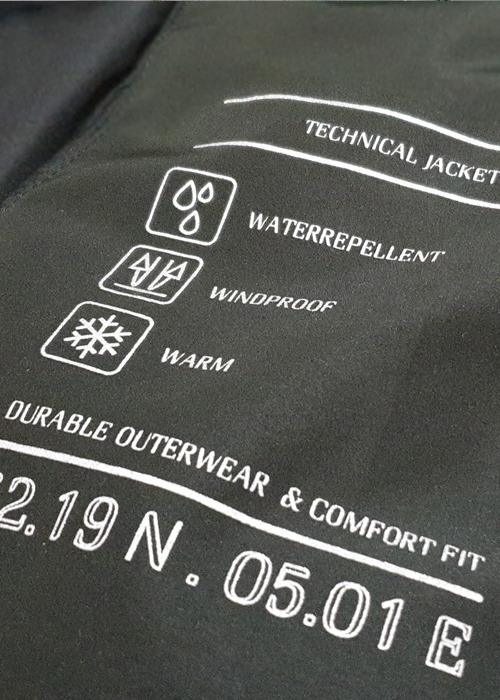 TECHNICAL JACKET
WATERREPELLENT
WINDPROOF
WARM
DURABLE OUTERWEAR & COMFORT FIT
2.19 N . 05.01 E